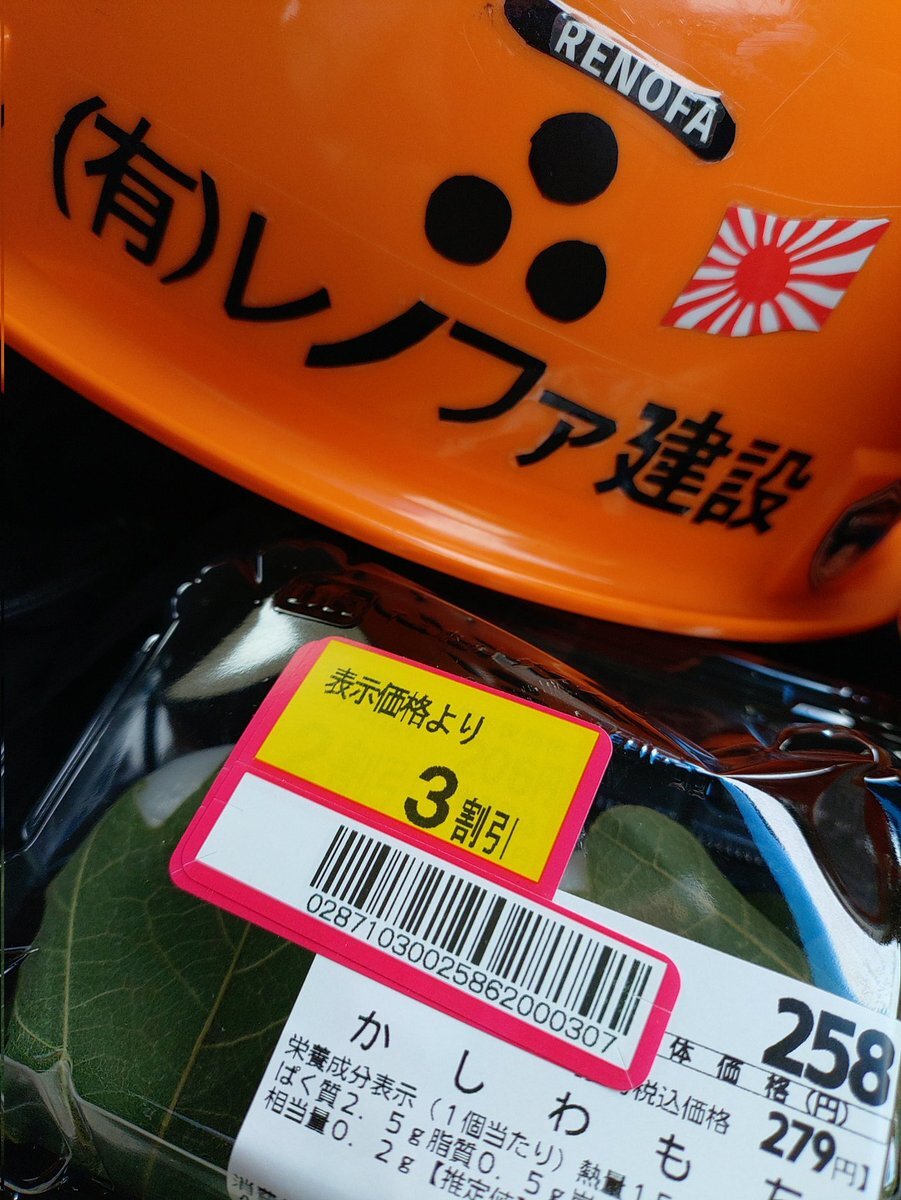 RENOFA
(有)レノファ建設
表示価格より
3割引
0287103002586200307
かしわもち
258
体価格(円)
税込価格
279円】
栄養成分表示(1個当たり)熱量15
ぱく質2.5g脂質0.5g
相当量0.2g【推定値